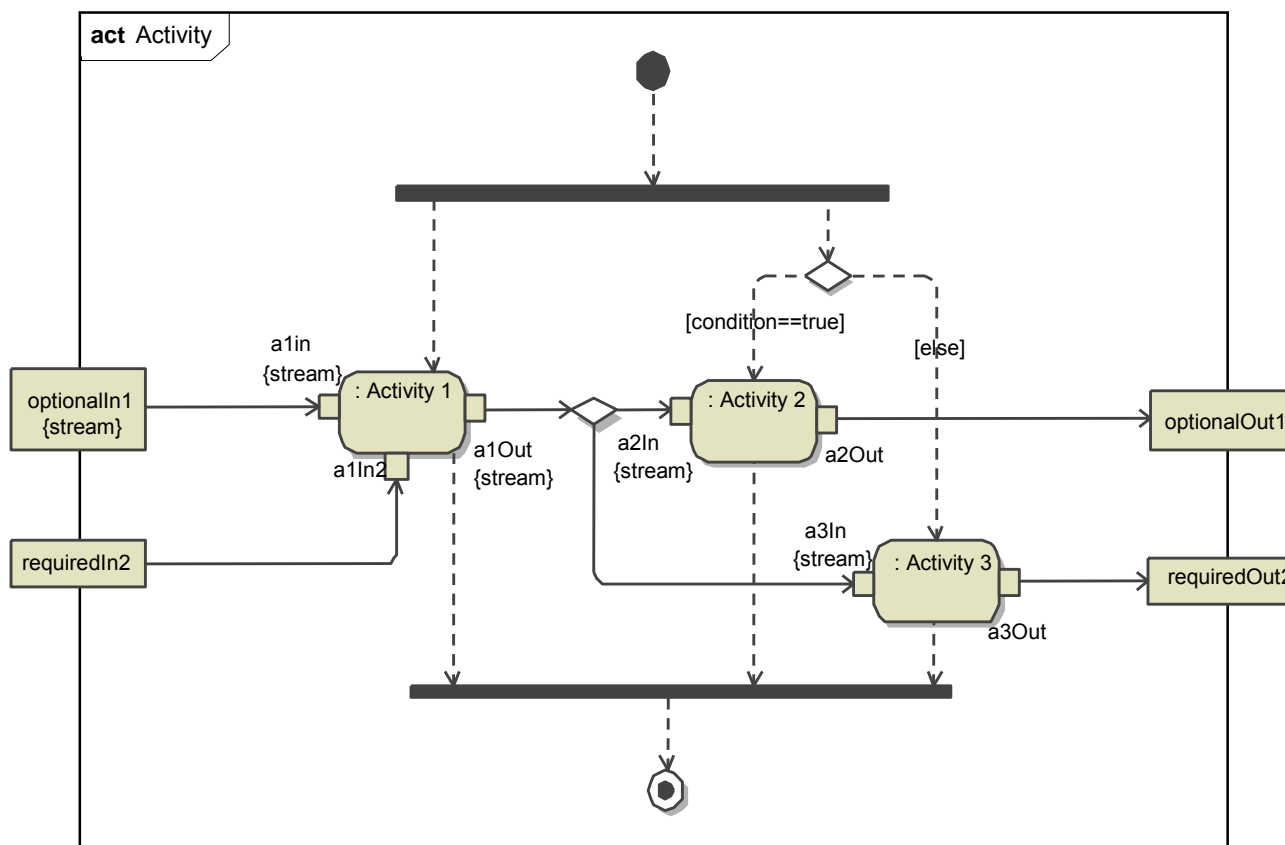 act Activity
[condition==true]
[else]
a1in
{stream}
optionalIn1
{stream}
: Activity 1
: Activity 2
optionalOut1
a1In2
a1Out
{stream}
a2In
{stream}
a2Out
requiredIn2
a3In
{stream}
: Activity 3
requiredOut2
a3Out